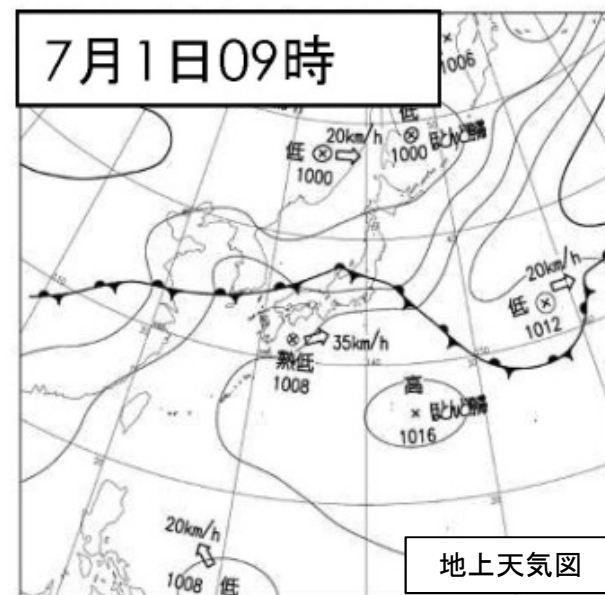 7月1日09時
1006
低
1000
ほとんど停滞
低
20km/h
1000
20km/h
低
1012
熱低
35km/h
1008
高
ほとんど停滞
1016
20km/h
1008
低
地上天気図